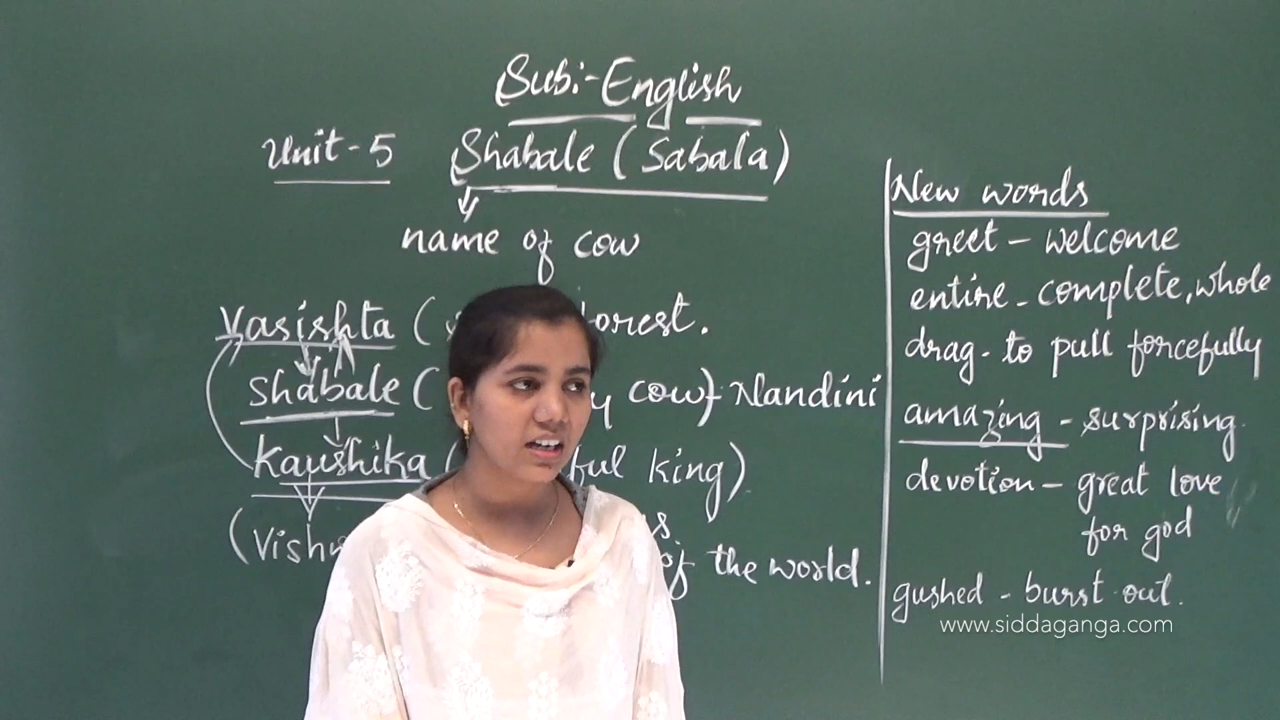 Sub:- English
Unit - 5 Shabale (Sabala)
name of cow
Vasishta ( forest.
Shabale ( cow) - Nandini
Kaushika ( king)
(
of the world.
New words
greet - welcome
entire - complete, whole
drag - to pull forcefully
amazing - surprising.
devotion - great love
for god
gushed - burst out.
www.siddaganga.com